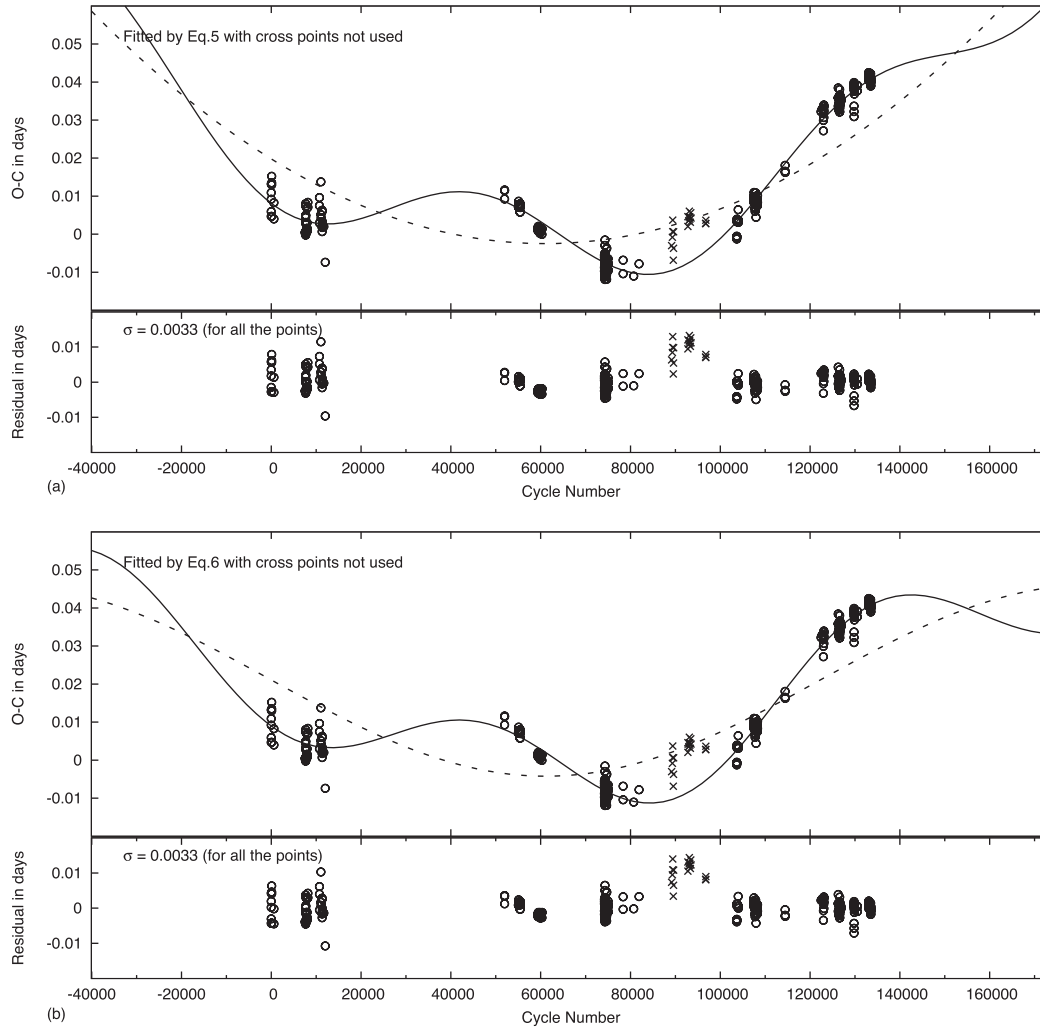 0.05
0.04
0.03
0.02
0.01
0
-0.01
O-C in days
Fitted by Eq.5 with cross points not used
0.01
0
-0.01
Residual in days
σ = 0.0033 (for all the points)
-40000 -20000 0 20000 40000 60000 80000 100000 120000 140000 160000
(a)
Cycle Number
0.05
0.04
0.03
0.02
0.01
0
-0.01
O-C in days
Fitted by Eq.6 with cross points not used
0.01
0
-0.01
Residual in days
σ = 0.0033 (for all the points)
-40000 -20000 0 20000 40000 60000 80000 100000 120000 140000 160000
(b)
Cycle Number